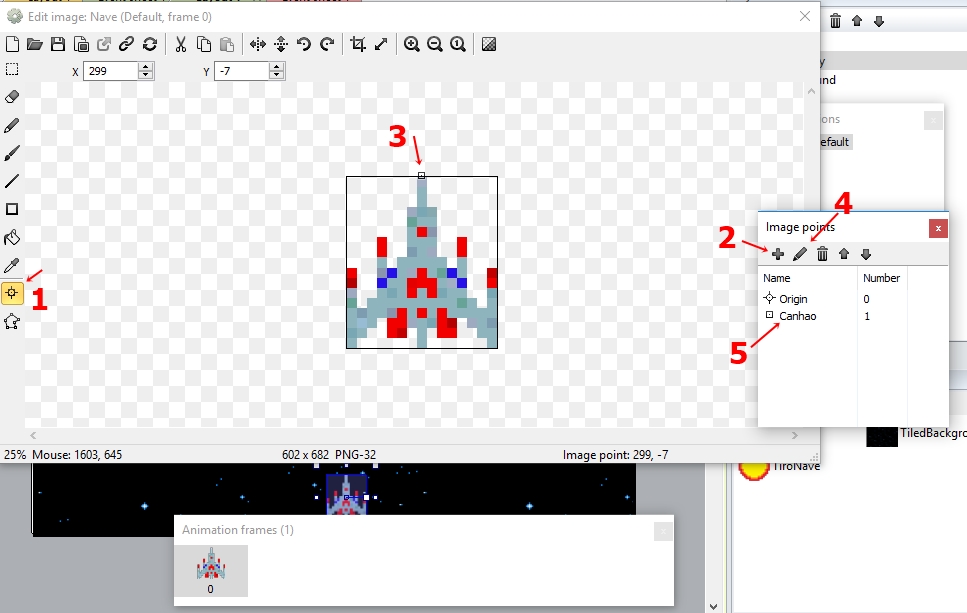 Edit image: Nave (Default, frame 0)
X 299 Y -7
3
ons
efault
4
Image points
2
Name Number
Origin 0
Canhao 1
1
5
25% Mouse: 1603, 645 602 x 682 PNG-32 Image point: 299, -7
TiledBackgro
TiroNave
Animation frames (1)
0